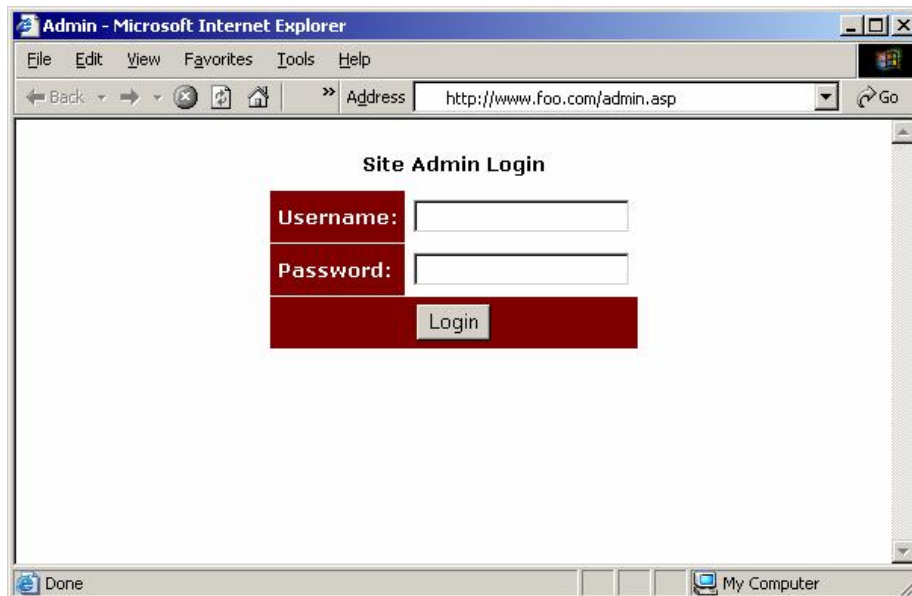 Admin - Microsoft Internet Explorer
File Edit View Favorites Tools Help
Back » Address http://www.foo.com/admin.asp Go
Site Admin Login
Username:
Password:
Login
Done My Computer